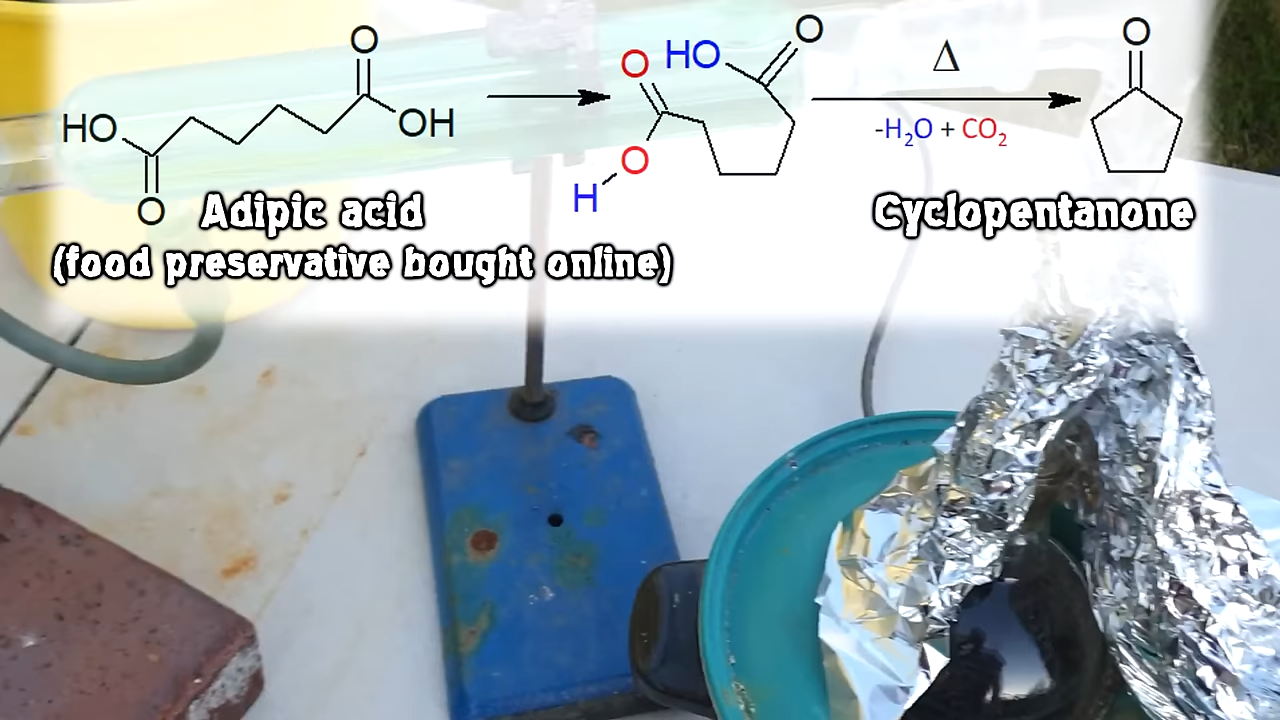 O
HO
OH
O
O
HO
O
O
H
Δ
-H₂O + CO₂
O
Adipic acid
(food preservative bought online)
Cyclopentanone